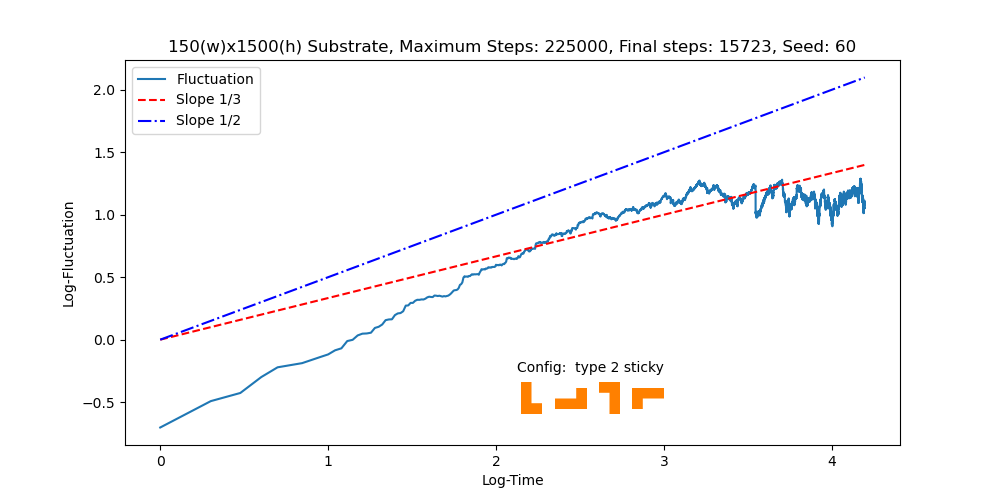 150(w)x1500(h) Substrate, Maximum Steps: 225000, Final steps: 15723, Seed: 60
Fluctuation
Slope 1/3
Slope 1/2
2.0
1.5
1.0
0.5
0.0
−0.5
Log-Fluctuation
Config:  type 2 sticky
0
1
2
3
4
Log-Time